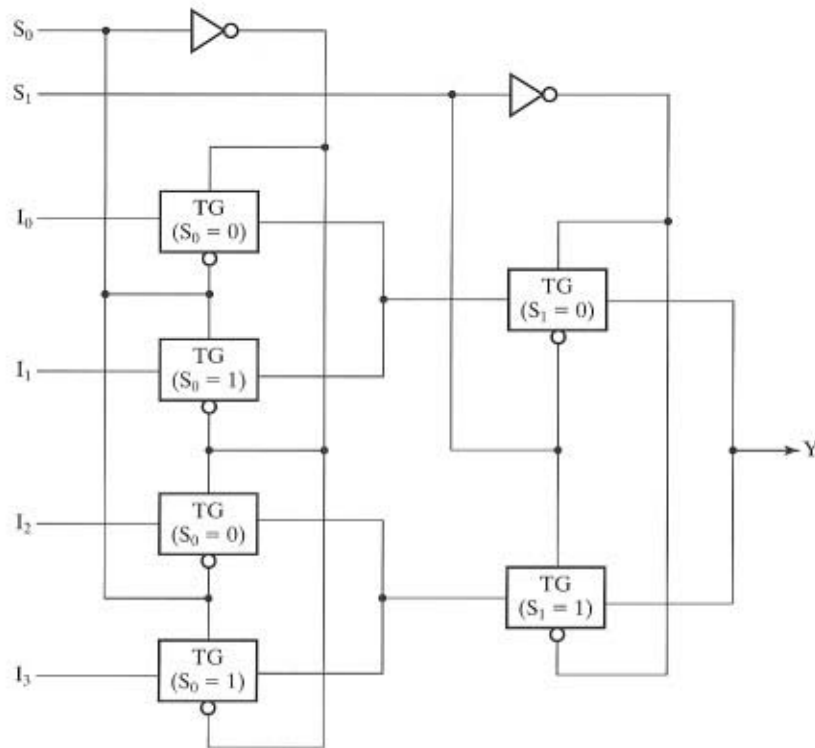 S₀
S₁
I₀
TG
(S₀ = 0)
TG
(S₁ = 0)
I₁
TG
(S₀ = 1)
Y
I₂
TG
(S₀ = 0)
TG
(S₁ = 1)
I₃
TG
(S₀ = 1)